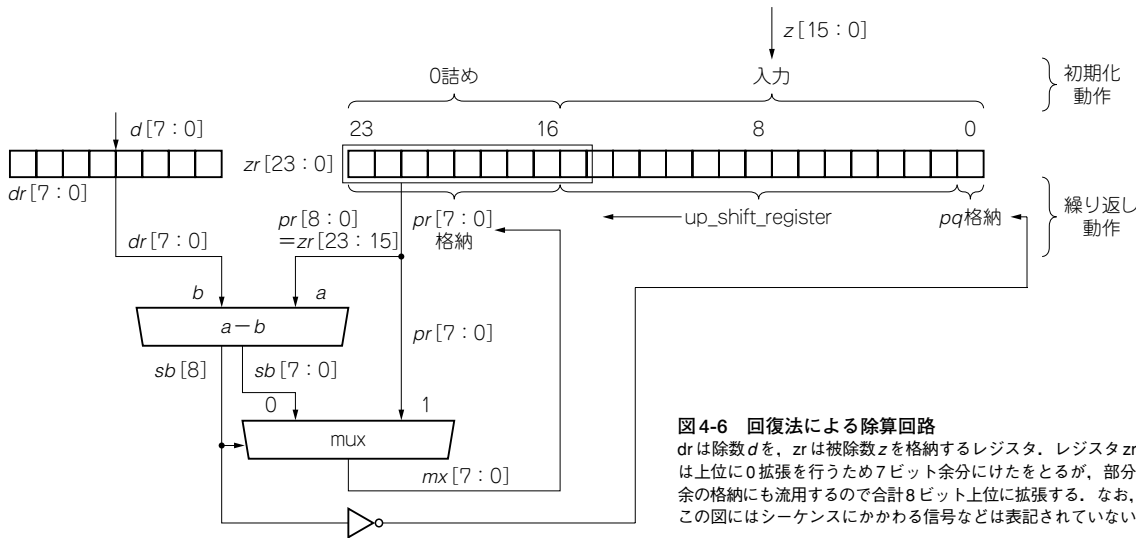 z[15：0]
0詰め
入力
初期化
動作
d[7：0]
23
16
8
0
zr[23：0]
dr[7：0]
pr[8：0]
＝zr[23：15]
pr[7：0]
格納
up_shift_register
pq格納
繰り返し
動作
dr[7：0]
b
a
a－b
pr[7：0]
sb[8]
sb[7：0]
0
1
mux
mx[7：0]
図4-6 回復法による除算回路
drは除数dを，zrは被除数zを格納するレジスタ．レジスタzr
は上位に0拡張を行うため7ビット余分にけたをとるが，部分
余の格納にも流用するので合計8ビット上位に拡張する．なお，
この図にはシーケンスにかかわる信号などは表記されていない